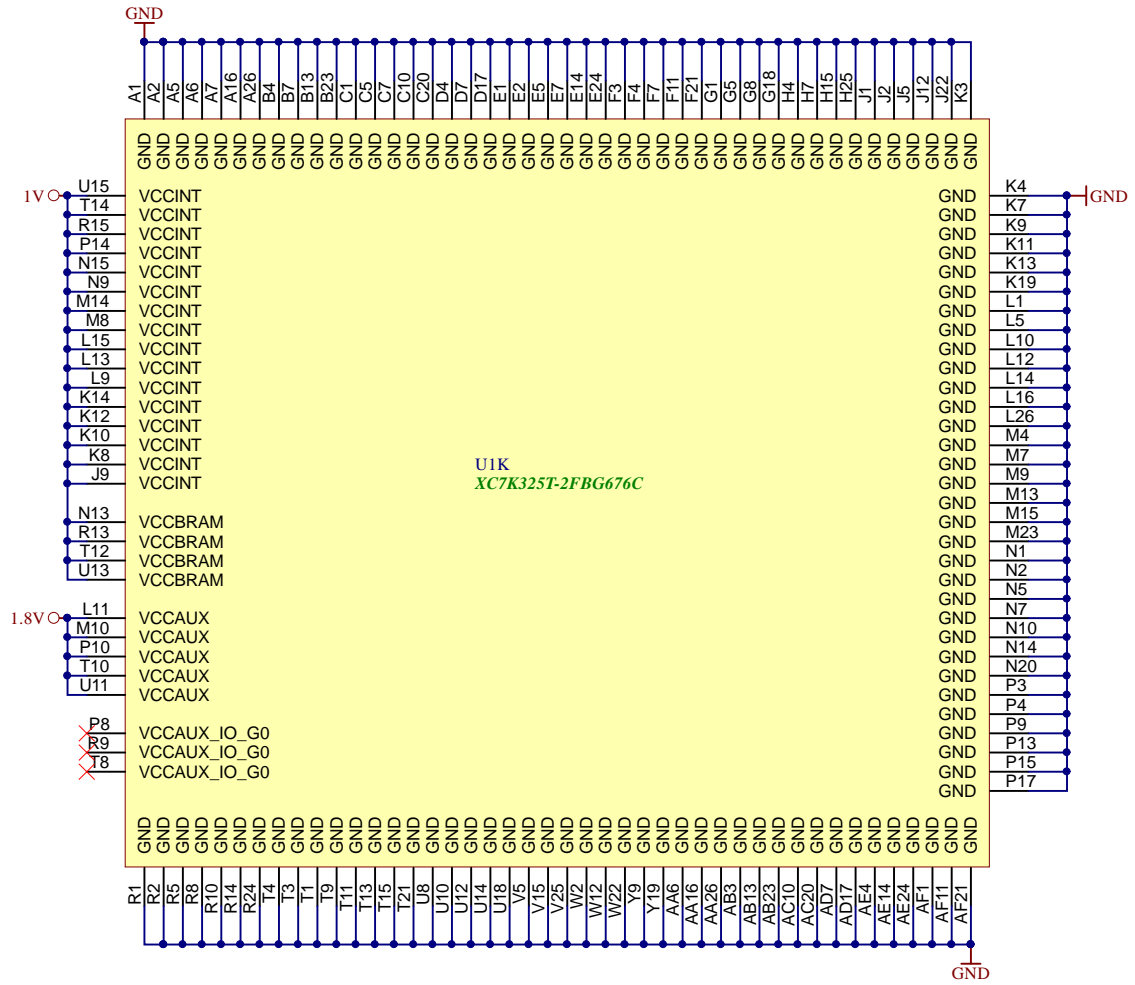 GND
A1 A2 A5 A6 A7 A16 A26 B4 B7 B13 B23 C1 C5 C7 C10 C20 D4 D7 D17 E1 E2 E5 E7 E14 E24 F3 F4 F7 F11 F21 G1 G5 G8 G18 H4 H7 H15 H25 J1 J2 J5 J12 J22 K3
GND GND GND GND GND GND GND GND GND GND GND GND GND GND GND GND GND GND GND GND GND GND GND GND GND GND GND GND GND GND GND GND GND GND GND GND GND GND GND GND GND GND GND GND
1V U15 VCCINT GND K4 GND
T14 VCCINT GND K7
R15 VCCINT GND K9
P14 VCCINT GND K11
N15 VCCINT GND K13
N9 VCCINT GND K19
M14 VCCINT GND L1
M8 VCCINT GND L5
L15 VCCINT GND L10
L13 VCCINT GND L12
L9 VCCINT GND L14
K14 VCCINT GND L16
K12 VCCINT GND L26
K10 VCCINT GND M4
K8 VCCINT GND M7
J9 VCCINT GND M9
GND M13
N13 VCCBRAM GND M15
R13 VCCBRAM GND M23
T12 VCCBRAM GND N1
U13 VCCBRAM GND N2
GND N5
1.8V L11 VCCAUX GND N7
M10 VCCAUX GND N10
P10 VCCAUX GND N14
T10 VCCAUX GND N20
U11 VCCAUX GND P3
GND P4
P8 VCCAUX_IO_G0 GND P9
R9 VCCAUX_IO_G0 GND P13
T8 VCCAUX_IO_G0 GND P15
GND P17
U1K
XC7K325T-2FBG676C
GND GND GND GND GND GND GND GND GND GND GND GND GND GND GND GND GND GND GND GND GND GND GND GND GND GND GND GND GND GND GND GND GND GND GND GND GND GND GND GND GND GND GND GND
R1 R2 R5 R8 R10 R14 R24 T4 T3 T1 T9 T11 T13 T15 T21 U8 U10 U12 U14 U18 V5 V15 V25 W2 W12 W22 Y9 Y19 AA6 AA16 AA26 AB3 AB13 AB23 AC10 AC20 AD7 AD17 AE4 AE14 AE24 AF1 AF11 AF21
GND